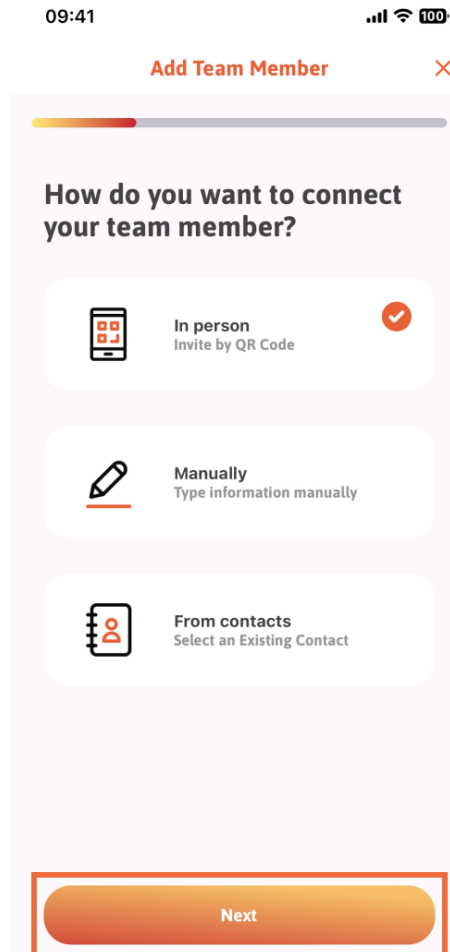 09:41
100
Add Team Member
How do you want to connect
your team member?
In person
Invite by QR Code
Manually
Type information manually
From contacts
Select an Existing Contact
Next